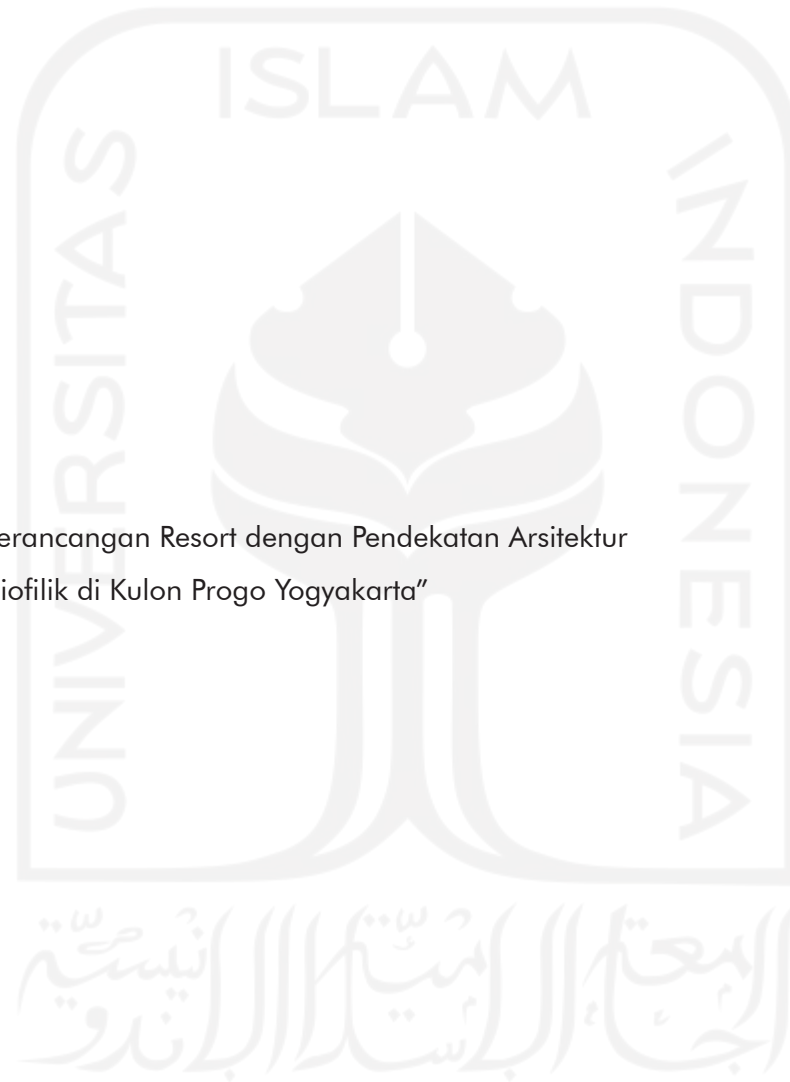 ISLAM
UNIVERSITAS
INDONESIA
erancangan Resort dengan Pendekatan Arsitektur
iofilik di Kulon Progo Yogyakarta”